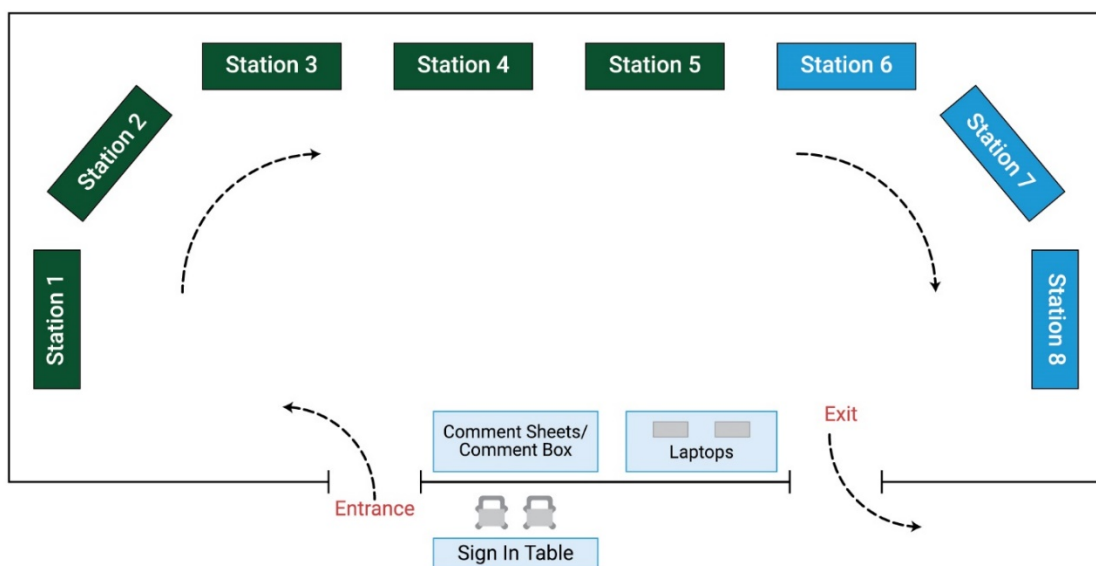 Station 1
Station 2
Station 3
Station 4
Station 5
Station 6
Station 7
Station 8
Comment Sheets/
Comment Box
Laptops
Exit
Entrance
Sign In Table